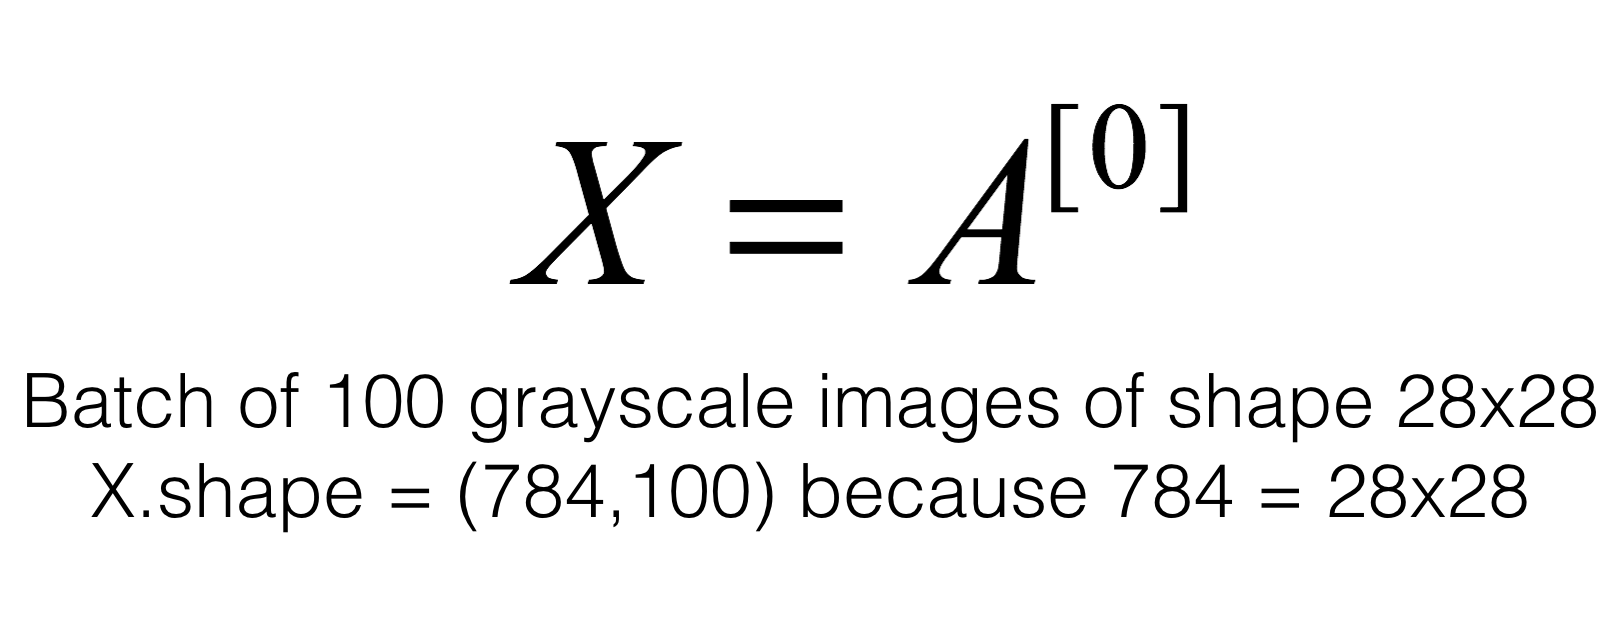 X = A^[0]
Batch of 100 grayscale images of shape 28x28
X.shape = (784,100) because 784 = 28x28